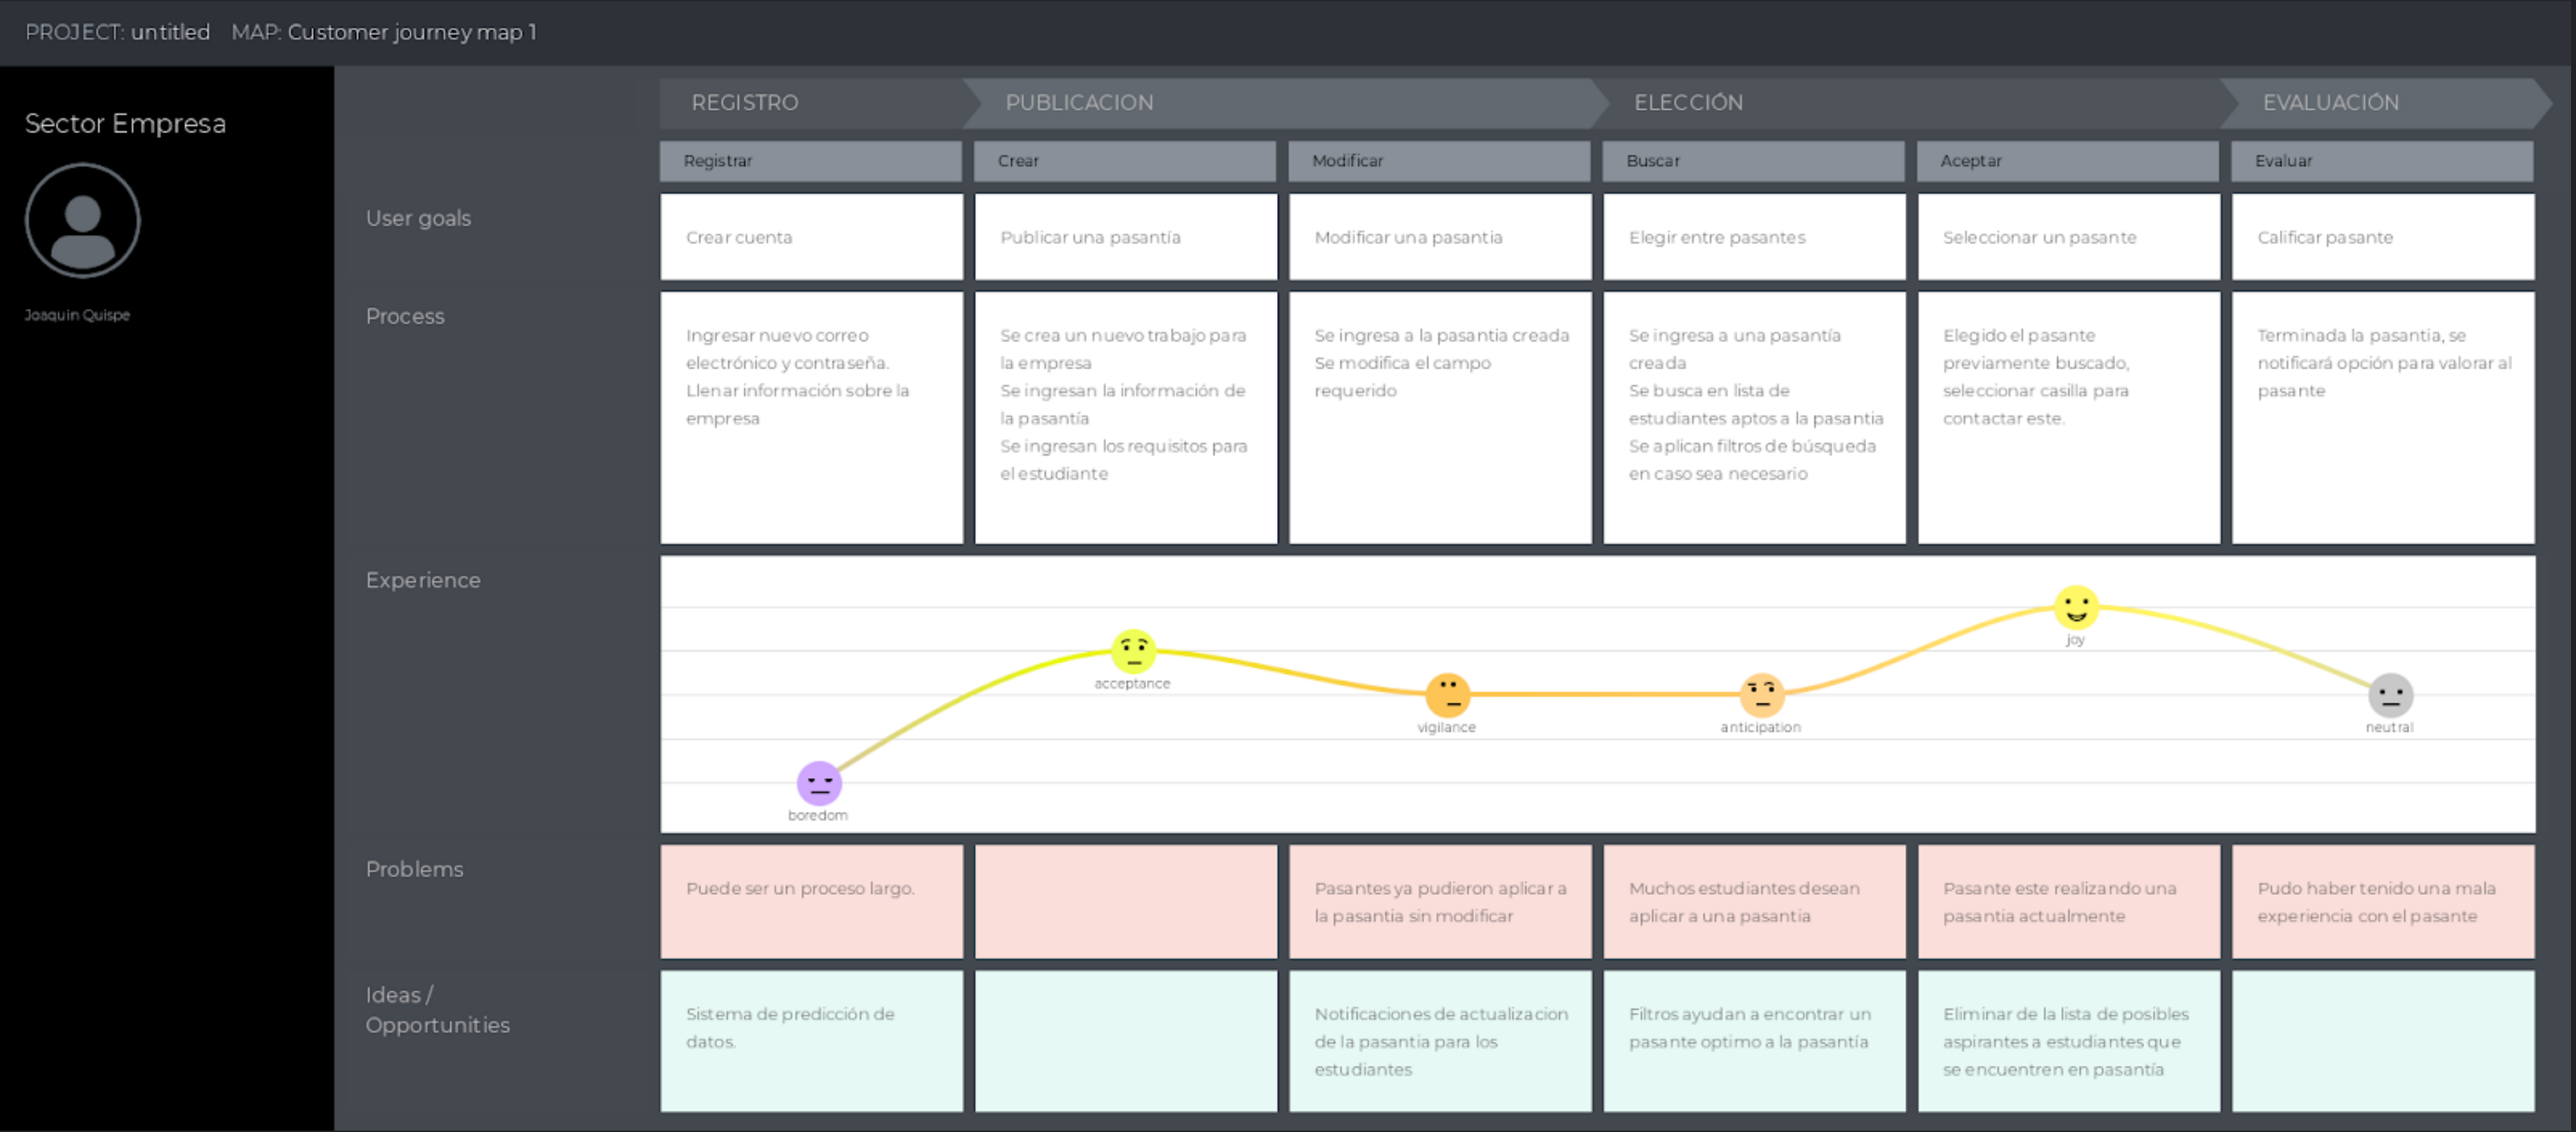 PROJECT: untitled MAP: Customer journey map 1
Sector Empresa
Joaquin Quispe
REGISTRO
PUBLICACION
ELECCIÓN
EVALUACIÓN
Registrar
Crear
Modificar
Buscar
Aceptar
Evaluar
User goals
Crear cuenta
Publicar una pasantía
Modificar una pasantia
Elegir entre pasantes
Seleccionar un pasante
Calificar pasante
Process
Ingresar nuevo correo
electrónico y contraseña.
Llenar información sobre la
empresa
Se crea un nuevo trabajo para
la empresa
Se ingresan la información de
la pasantía
Se ingresan los requisitos para
el estudiante
Se ingresa a la pasantia creada
Se modifica el campo
requerido
Se ingresa a una pasantía
creada
Se busca en lista de
estudiantes aptos a la pasantia
Se aplican filtros de búsqueda
en caso sea necesario
Elegido el pasante
previamente buscado,
seleccionar casilla para
contactar este.
Terminada la pasantia, se
notificará opción para valorar al
pasante
Experience
boredom
acceptance
vigilance
anticipation
joy
neutral
Problems
Puede ser un proceso largo.
Pasantes ya pudieron aplicar a
la pasantia sin modificar
Muchos estudiantes desean
aplicar a una pasantia
Pasante este realizando una
pasantia actualmente
Pudo haber tenido una mala
experiencia con el pasante
Ideas /
Opportunities
Sistema de predicción de
datos.
Notificaciones de actualizacion
de la pasantia para los
estudiantes
Filtros ayudan a encontrar un
pasante optimo a la pasantía
Eliminar de la lista de posibles
aspirantes a estudiantes que
se encuentren en pasantía